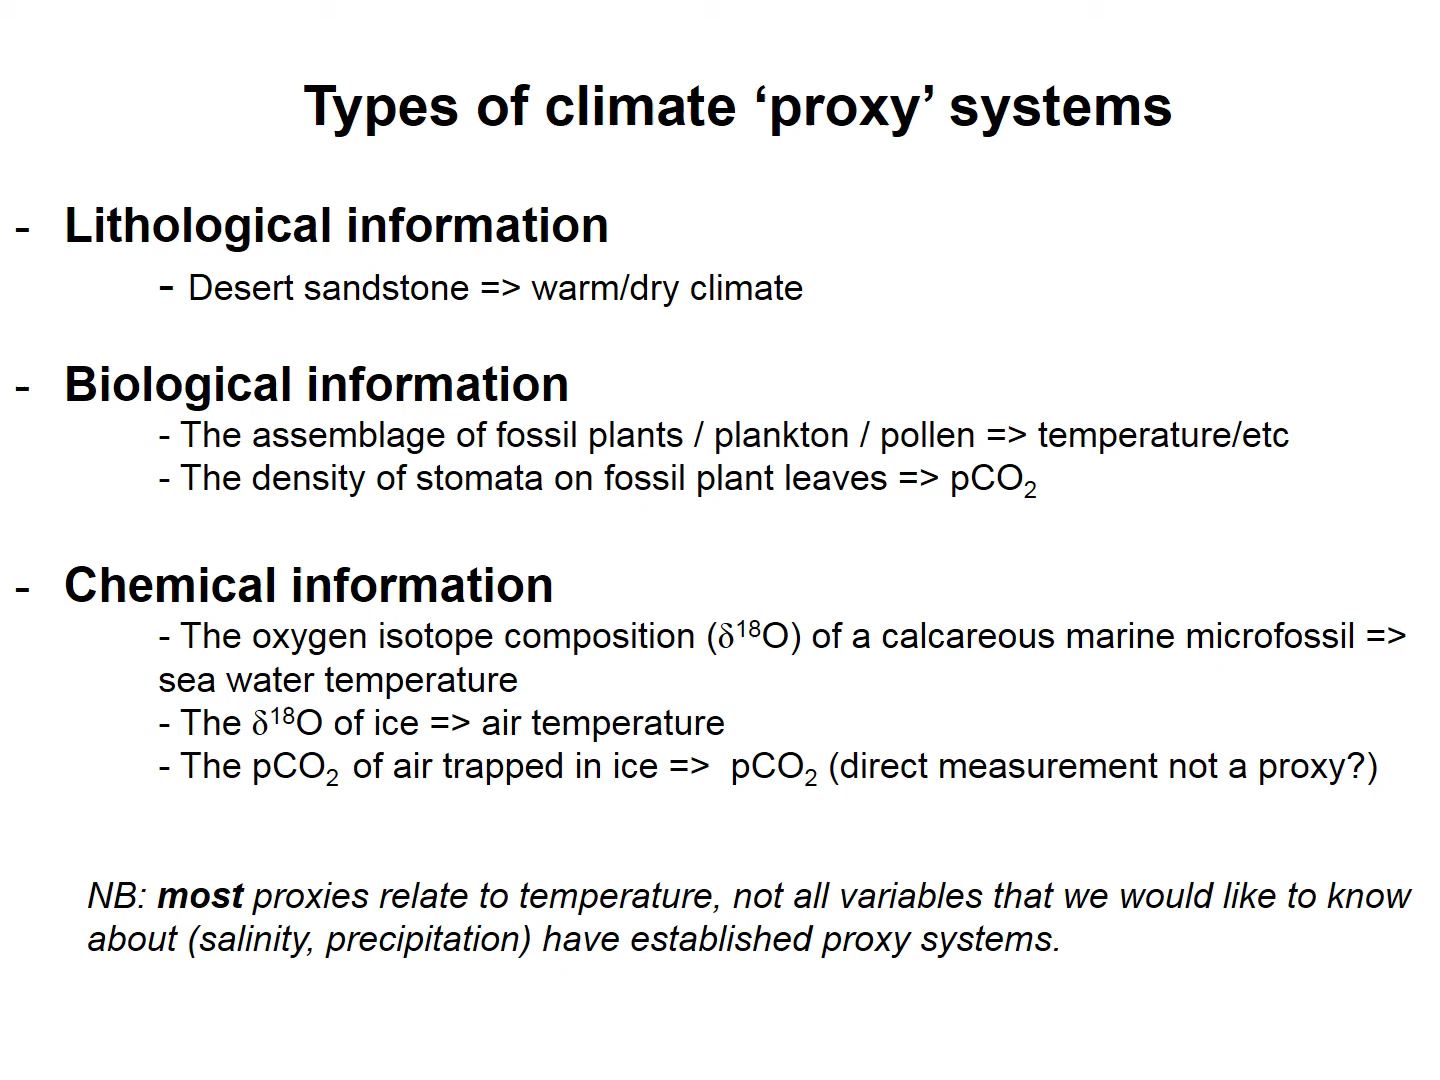 Types of climate ‘proxy’ systems
- Lithological information
- Desert sandstone => warm/dry climate
- Biological information
- The assemblage of fossil plants / plankton / pollen => temperature/etc
- The density of stomata on fossil plant leaves => pCO₂
- Chemical information
- The oxygen isotope composition (δ¹⁸O) of a calcareous marine microfossil =>
sea water temperature
- The δ¹⁸O of ice => air temperature
- The pCO₂ of air trapped in ice => pCO₂ (direct measurement not a proxy?)
NB: most proxies relate to temperature, not all variables that we would like to know
about (salinity, precipitation) have established proxy systems.